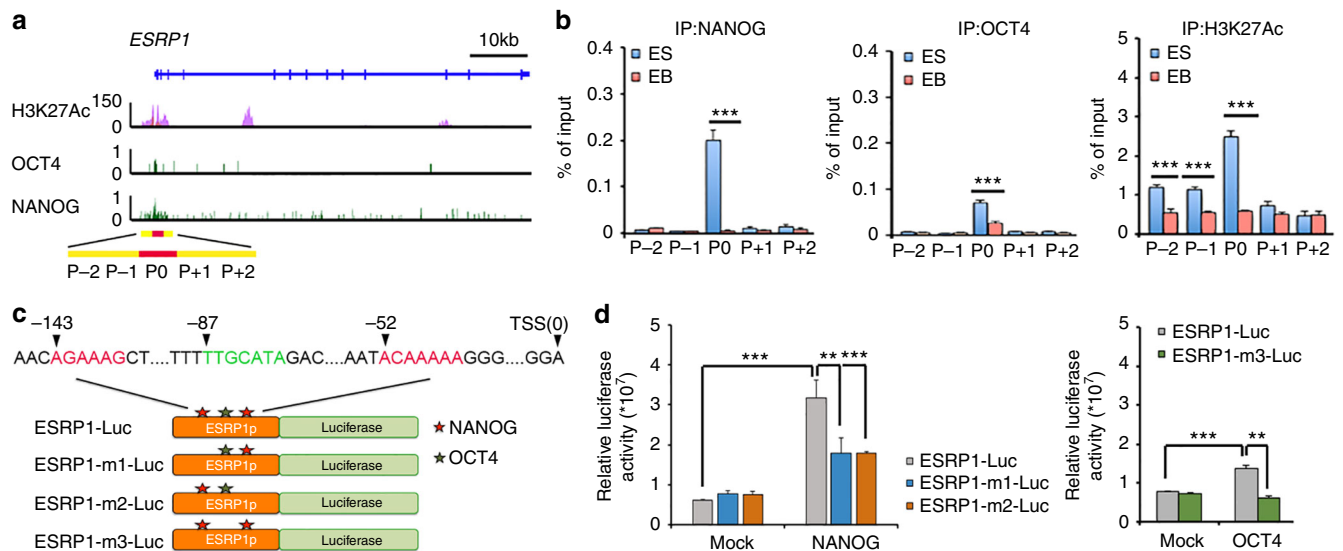 a
ESRP1
10kb
H3K27Ac
150
0
OCT4
1
0
NANOG
1
0
P–2 P–1 P0 P+1 P+2
b
IP:NANOG
ES
EB
% of input
0.4
0.3
0.2
0.1
0
***
P–2 P–1 P0 P+1 P+2
IP:OCT4
ES
EB
% of input
0.4
0.3
0.2
0.1
0
***
P–2 P–1 P0 P+1 P+2
IP:H3K27Ac
ES
EB
% of input
5
4
3
2
1
0
*** *** ***
P–2 P–1 P0 P+1 P+2
c
–143 –87 –52 TSS(0)
AACAGAAAGCT....TTTTTGCATAGAC....AATACAAAAAGGG....GGA
ESRP1-Luc
ESRP1p Luciferase
ESRP1-m1-Luc
ESRP1p Luciferase
ESRP1-m2-Luc
ESRP1p Luciferase
ESRP1-m3-Luc
ESRP1p Luciferase
NANOG
OCT4
d
Relative luciferase
activity (*10⁷)
5
4
3
2
1
0
*** ** ***
Mock NANOG
ESRP1-Luc
ESRP1-m1-Luc
ESRP1-m2-Luc
Relative luciferase
activity (*10⁷)
5
4
3
2
1
0
*** **
Mock OCT4
ESRP1-Luc
ESRP1-m3-Luc